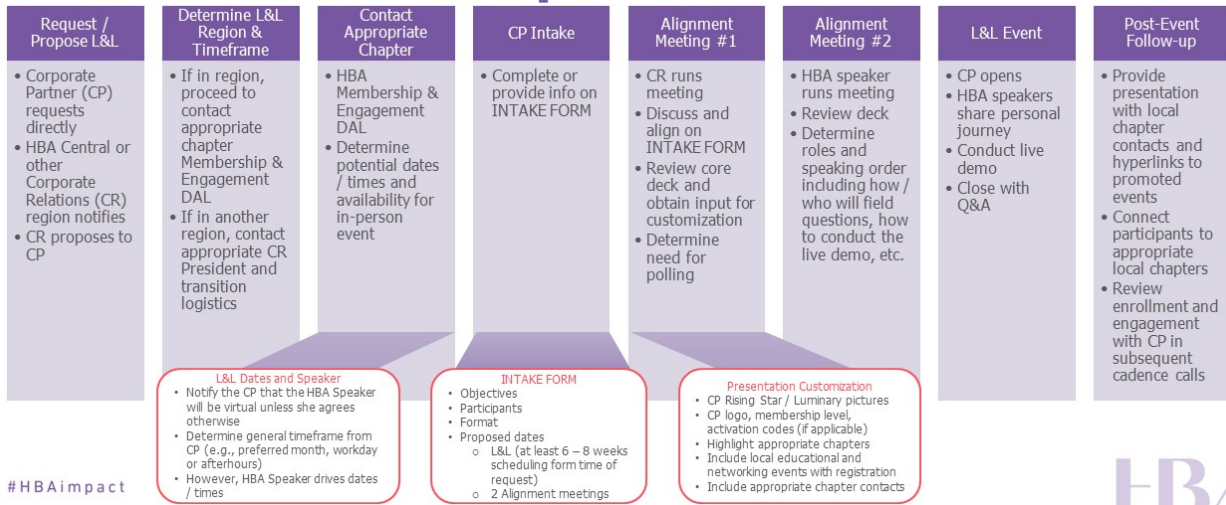 Request /
Propose L&L
• Corporate
Partner (CP)
requests
directly
• HBA Central or
other
Corporate
Relations (CR)
region notifies
• CR proposes to
CP
Determine L&L
Region &
Timeframe
• If in region,
proceed to
contact
appropriate
chapter
Membership &
Engagement
DAL
• If in another
region, contact
appropriate CR
President and
transition
logistics
Contact
Appropriate
Chapter
• HBA
Membership &
Engagement
DAL
• Determine
potential dates
/ times and
availability for
in-person
event
CP Intake
• Complete or
provide info on
INTAKE FORM
Alignment
Meeting #1
• CR runs
meeting
• Discuss and
align on
INTAKE FORM
• Review core
deck and
obtain input for
customization
• Determine
need for
polling
Alignment
Meeting #2
• HBA speaker
runs meeting
• Review deck
• Determine
roles and
speaking order
including how /
who will field
questions, how
to conduct the
live demo, etc.
L&L Event
• CP opens
• HBA speakers
share personal
journey
• Conduct live
demo
• Close with
Q&A
Post-Event
Follow-up
• Provide
presentation
with local
chapter
contacts and
hyperlinks to
promoted
events
• Connect
participants to
appropriate
local chapters
• Review
enrollment and
engagement
with CP in
subsequent
cadence calls
L&L Dates and Speaker
• Notify the CP that the HBA Speaker
will be virtual unless she agrees
otherwise
• Determine general timeframe from
CP (e.g., preferred month, workday
or afterhours)
• However, HBA Speaker drives dates
/ times
INTAKE FORM
• Objectives
• Participants
• Format
• Proposed dates
o L&L (at least 6 – 8 weeks
scheduling form time of
request)
o 2 Alignment meetings
Presentation Customization
• CP Rising Star / Luminary pictures
• CP logo, membership level,
activation codes (if applicable)
• Highlight appropriate chapters
• Include local educational and
networking events with registration
• Include appropriate chapter contacts
#HBAimpact
HBA